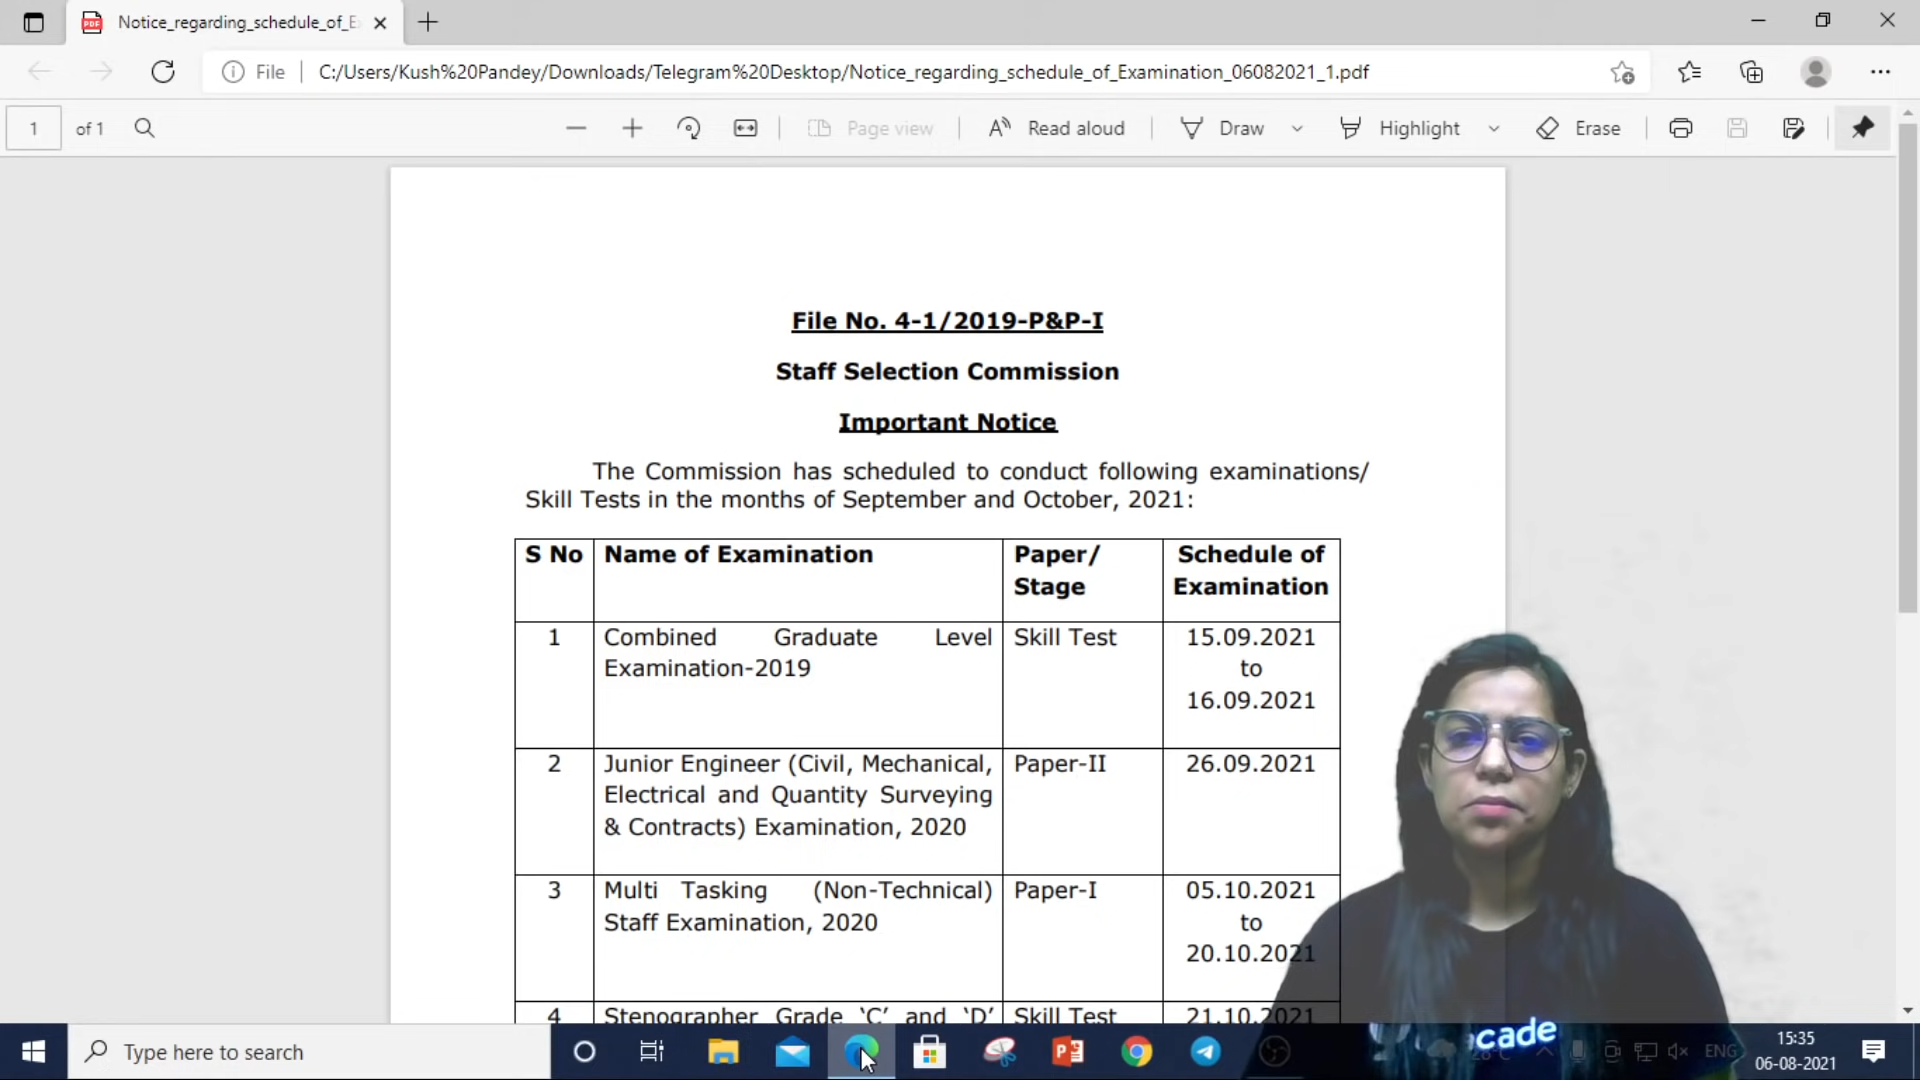 Notice_regarding_schedule_of_E
File
C:/Users/Kush%20Pandey/Downloads/Telegram%20Desktop/Notice_regarding_schedule_of_Examination_06082021_1.pdf
1 of 1
Page view
Read aloud
Draw
Highlight
Erase
File No. 4-1/2019-P&P-I
Staff Selection Commission
Important Notice
The Commission has scheduled to conduct following examinations/
Skill Tests in the months of September and October, 2021:
S No Name of Examination Paper/ Schedule of
Stage Examination
1 Combined Graduate Level Skill Test 15.09.2021
Examination-2019 to
16.09.2021
2 Junior Engineer (Civil, Mechanical, Paper-II 26.09.2021
Electrical and Quantity Surveying
& Contracts) Examination, 2020
3 Multi Tasking (Non-Technical) Paper-I 05.10.2021
Staff Examination, 2020 to
20.10.2021
4 Stenographer Grade ‘C’ and ‘D’ Skill Test 21.10.2021
Type here to search
cade
ENG
15:35
06-08-2021